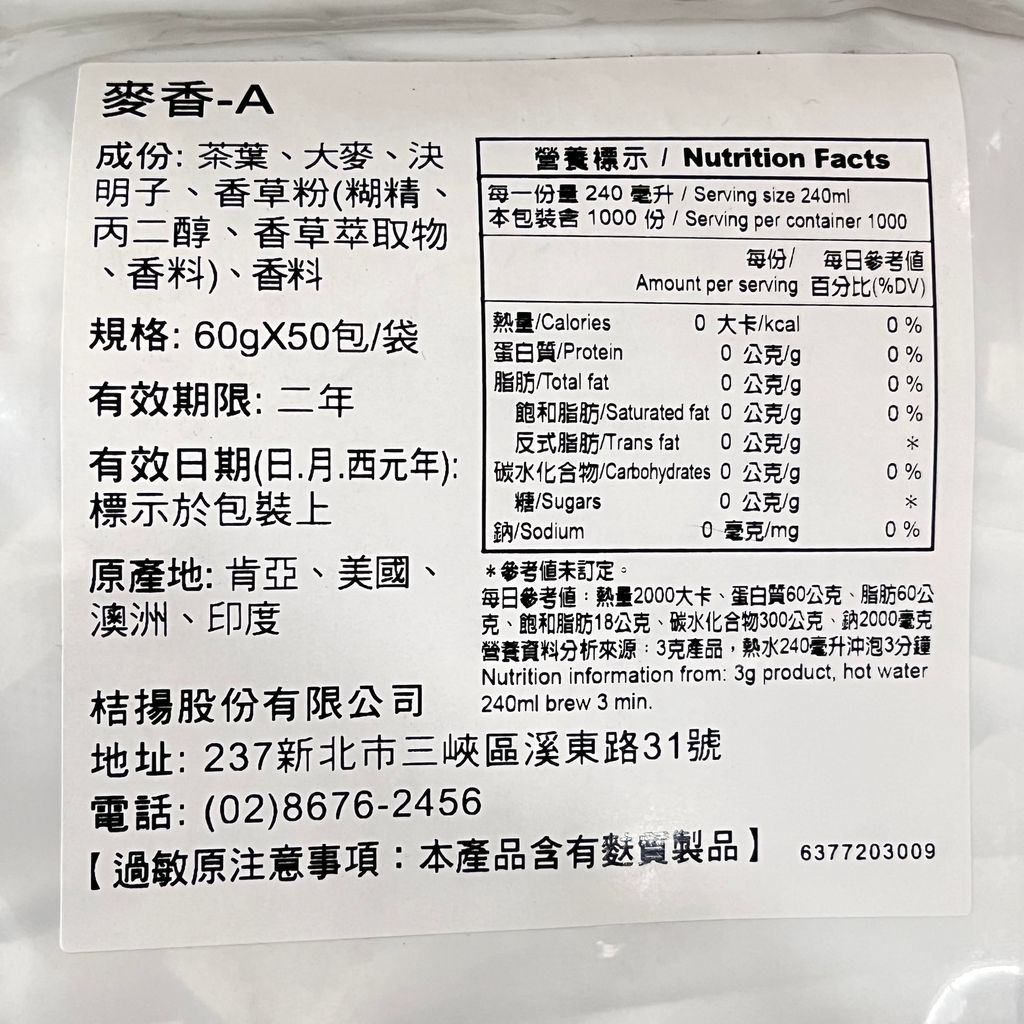 麥香-A
成份: 茶葉、大麥、決
明子、香草粉(糊精、
丙二醇、香草萃取物
、香料)、香料
規格: 60gX50包/袋
有效期限: 二年
有效日期(日.月.西元年):
標示於包裝上
原產地: 肯亞、美國、
澳洲、印度
營養標示 / Nutrition Facts
每一份量 240 毫升 / Serving size 240ml
本包裝含 1000 份 / Serving per container 1000
每份/ 每日參考值
Amount per serving 百分比(%DV)
熱量/Calories 0 大卡/kcal 0 %
蛋白質/Protein 0 公克/g 0 %
脂肪/Total fat 0 公克/g 0 %
飽和脂肪/Saturated fat 0 公克/g 0 %
反式脂肪/Trans fat 0 公克/g *
碳水化合物/Carbohydrates 0 公克/g 0 %
糖/Sugars 0 公克/g *
鈉/Sodium 0 毫克/mg 0 %
*參考值未訂定。
每日參考值：熱量2000大卡、蛋白質60公克、脂肪60公
克、飽和脂肪18公克、碳水化合物300公克、鈉2000毫克
營養資料分析來源：3克產品，熱水240毫升沖泡3分鐘
Nutrition information from: 3g product, hot water
240ml brew 3 min.
桔揚股份有限公司
地址: 237新北市三峽區溪東路31號
電話: (02)8676-2456
【過敏原注意事項：本產品含有麩質製品】 6377203009